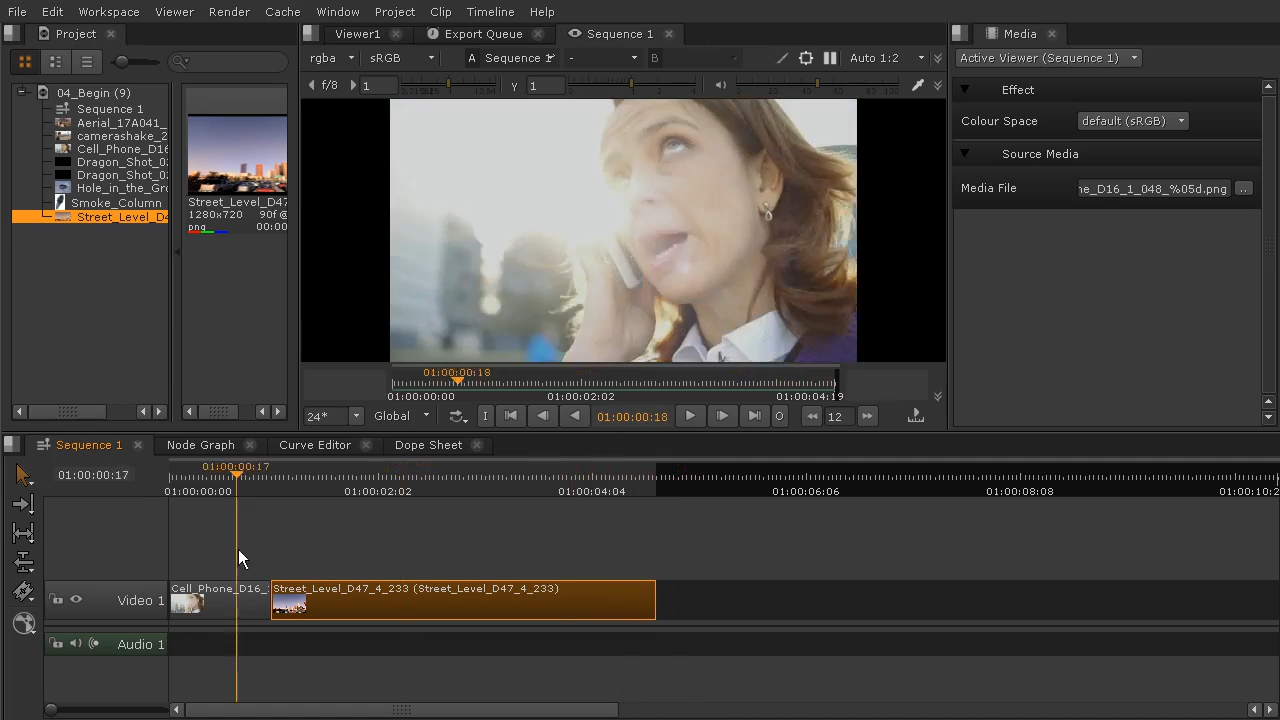 File Edit Workspace Viewer Render Cache Window Project Clip Timeline Help
Project
Viewer1 Export Queue Sequence 1
Media
rgba sRGB A Sequence 1 - B Auto 1:2
Active Viewer (Sequence 1)
f/8 1 γ 1
04_Begin (9)
Sequence 1
Aerial_17A041_
camerashake_2
Cell_Phone_D16
Dragon_Shot_0
Dragon_Shot_0
Hole_in_the_Gr
Smoke_Column
Street_Level_D4
Street_Level_D47
1280x720 90f@
png 00:00
Effect
Colour Space default (sRGB)
Source Media
Media File ne_D16_1_048_%05d.png ..
01:00:00:18
01:00:00:00 01:00:02:02 01:00:04:19
24* Global I 01:00:00:18 O 12
Sequence 1 Node Graph Curve Editor Dope Sheet
01:00:00:17 01:00:00:17
01:00:00:00 01:00:02:02 01:00:04:04 01:00:06:06 01:00:08:08 01:00:10:
Video 1 Cell_Phone_D16_ Street_Level_D47_4_233 (Street_Level_D47_4_233)
Audio 1